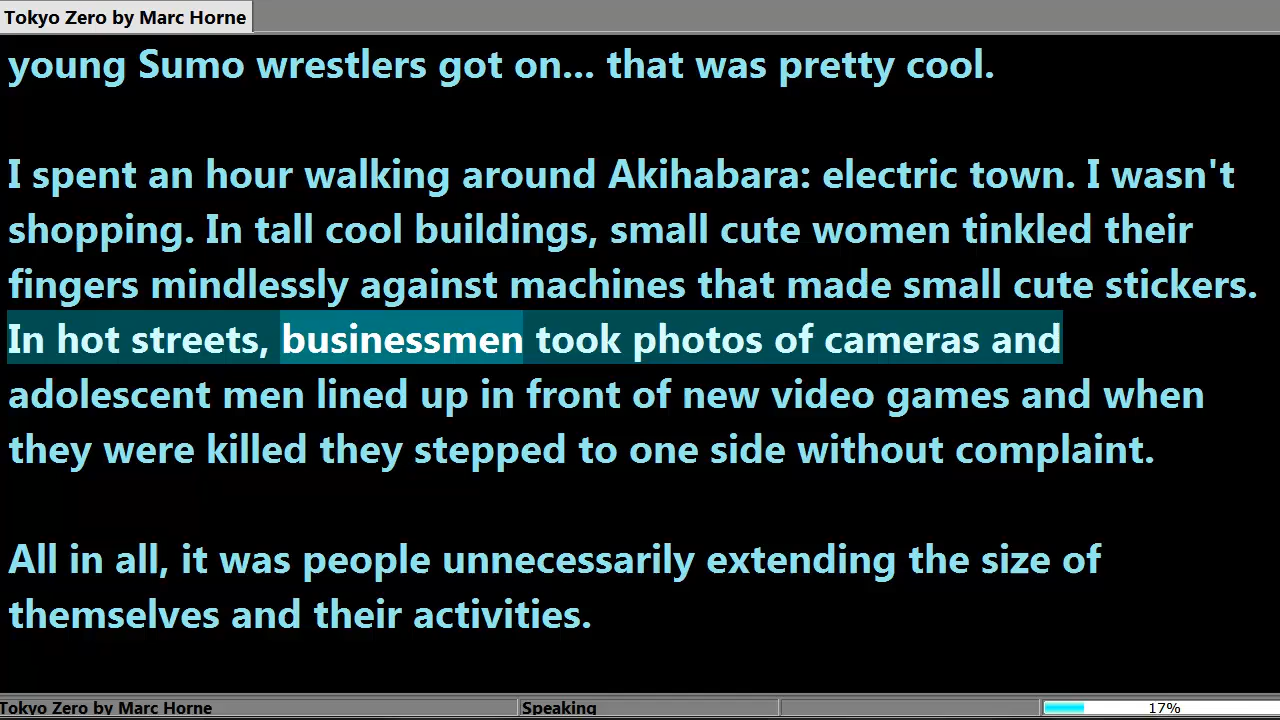 Tokyo Zero by Marc Horne
young Sumo wrestlers got on... that was pretty cool.
I spent an hour walking around Akihabara: electric town. I wasn't
shopping. In tall cool buildings, small cute women tinkled their
fingers mindlessly against machines that made small cute stickers.
In hot streets, businessmen took photos of cameras and
adolescent men lined up in front of new video games and when
they were killed they stepped to one side without complaint.
All in all, it was people unnecessarily extending the size of
themselves and their activities.
Tokyo Zero by Marc Horne Speaking 17%